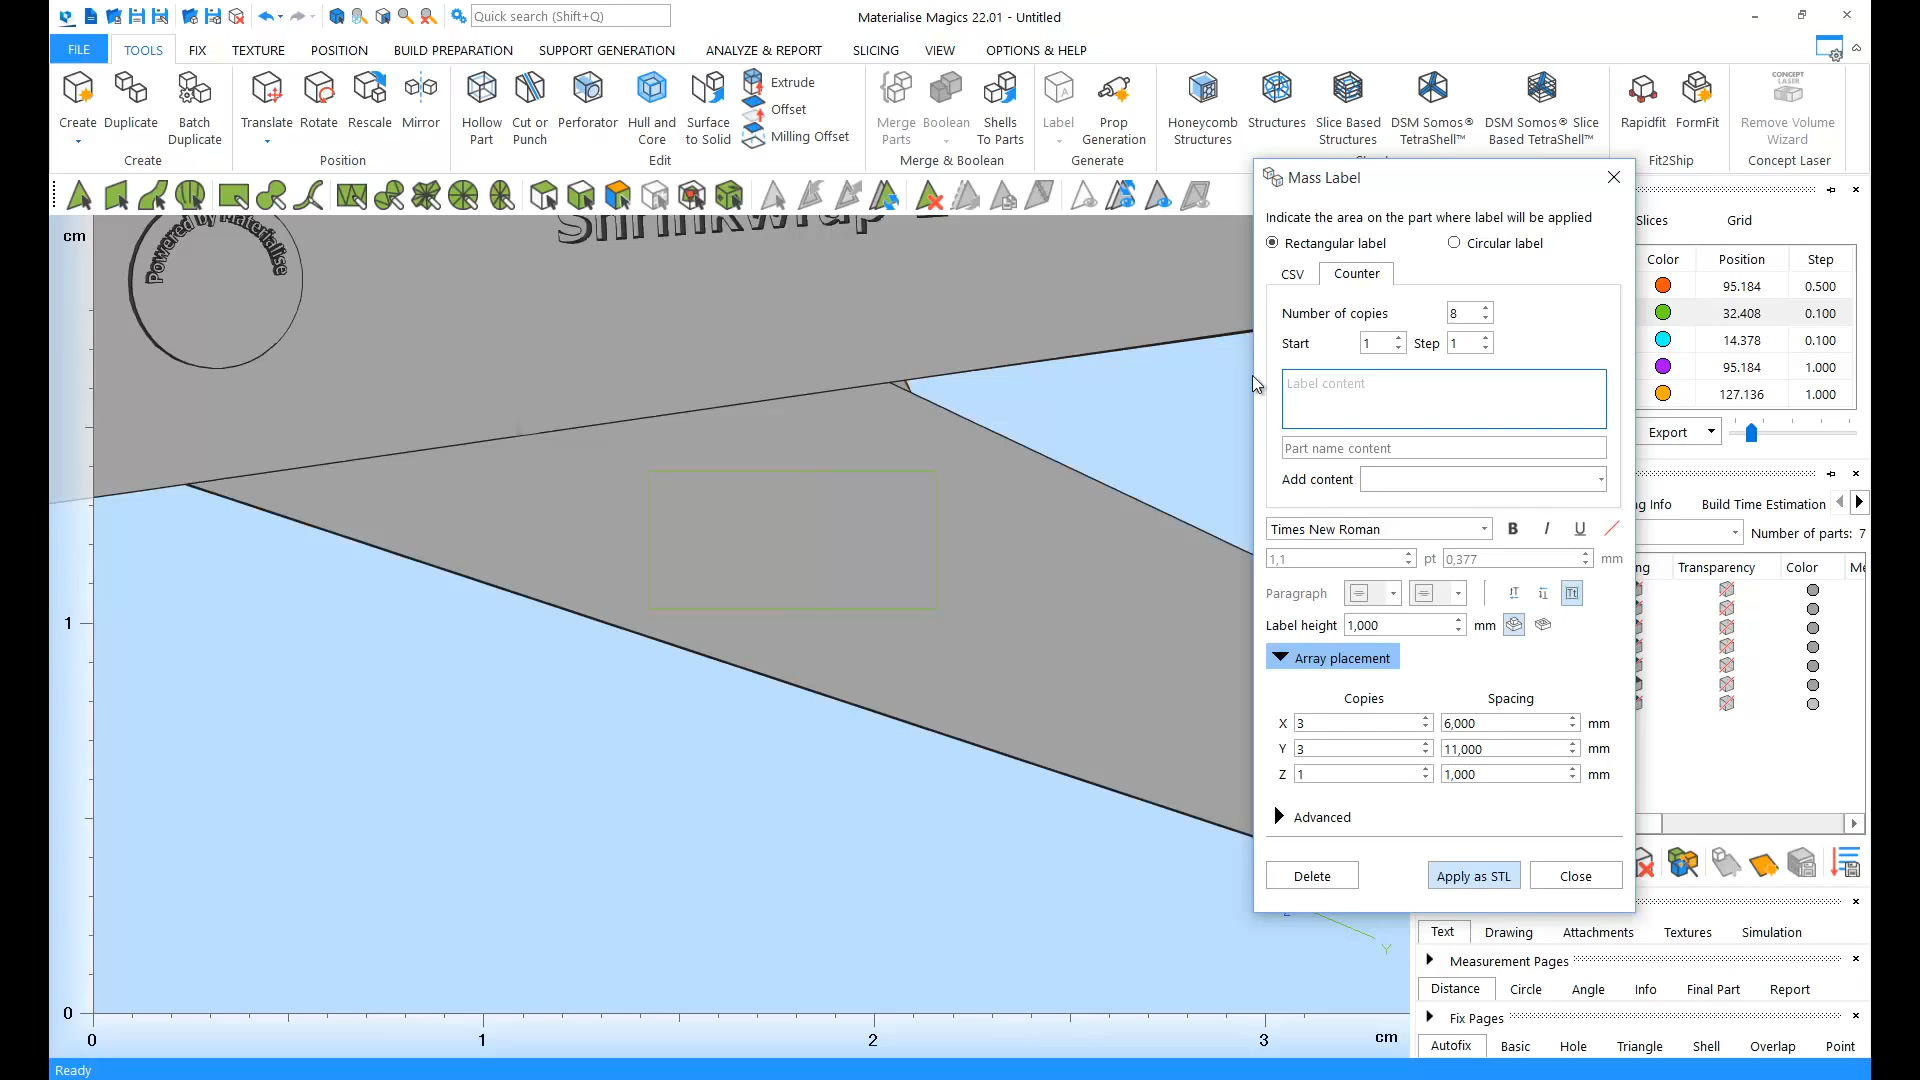 Quick search (Shift+Q)
Materialise Magics 22.01 - Untitled
FILE TOOLS FIX TEXTURE POSITION BUILD PREPARATION SUPPORT GENERATION ANALYZE & REPORT SLICING VIEW OPTIONS & HELP
Create Duplicate Batch Duplicate
Create
Translate Rotate Rescale Mirror
Position
Hollow Part Cut or Punch Perforator Hull and Core Surface to Solid Extrude Offset Milling Offset
Edit
Merge Parts Boolean Shells To Parts
Merge & Boolean
Label Prop Generation
Generate
Honeycomb Structures Structures Slice Based Structures DSM Somos® TetraShell™ DSM Somos® Slice Based TetraShell™
Rapidfit FormFit
Fit2Ship
CONCEPT LASER
Remove Volume Wizard
Concept Laser
cm
Powered by Materialise
1
0
0 1 2 3 cm
Y
Mass Label
Indicate the area on the part where label will be applied
Rectangular label Circular label
CSV Counter
Number of copies 8
Start 1 Step 1
Label content
Part name content
Add content
Times New Roman B I U
1,1 pt 0,377 mm
Paragraph
Label height 1,000 mm
Array placement
Copies Spacing
X 3 6,000 mm
Y 3 11,000 mm
Z 1 1,000 mm
Advanced
Delete Apply as STL Close
Slices Grid
Color Position Step
95.184 0.500
32.408 0.100
14.378 0.100
95.184 1.000
127.136 1.000
Export
Info Build Time Estimation
Number of parts: 7
Transparency Color
Text Drawing Attachments Textures Simulation
Measurement Pages
Distance Circle Angle Info Final Part Report
Fix Pages
Autofix Basic Hole Triangle Shell Overlap Point
Ready